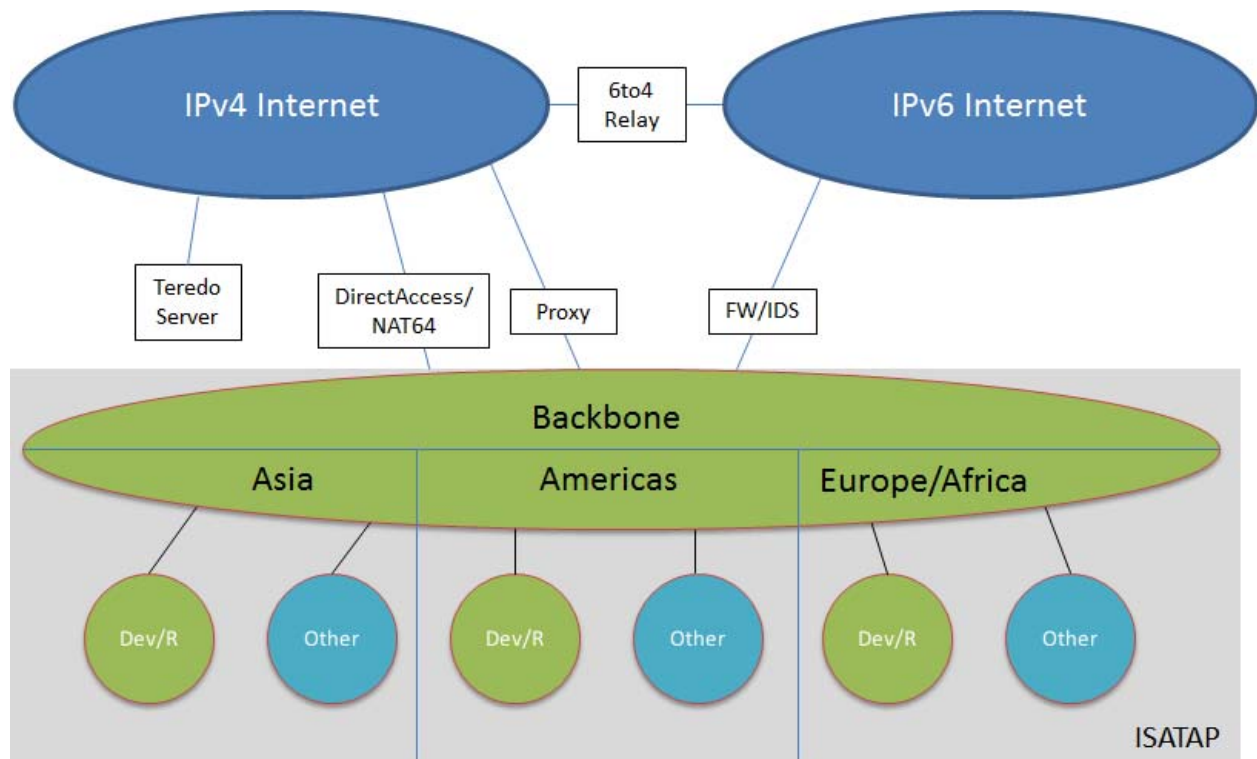 IPv4 Internet
6to4
Relay
IPv6 Internet
Teredo
Server
DirectAccess/
NAT64
Proxy
FW/IDS
Backbone
Asia
Americas
Europe/Africa
Dev/R
Other
Dev/R
Other
Dev/R
Other
ISATAP